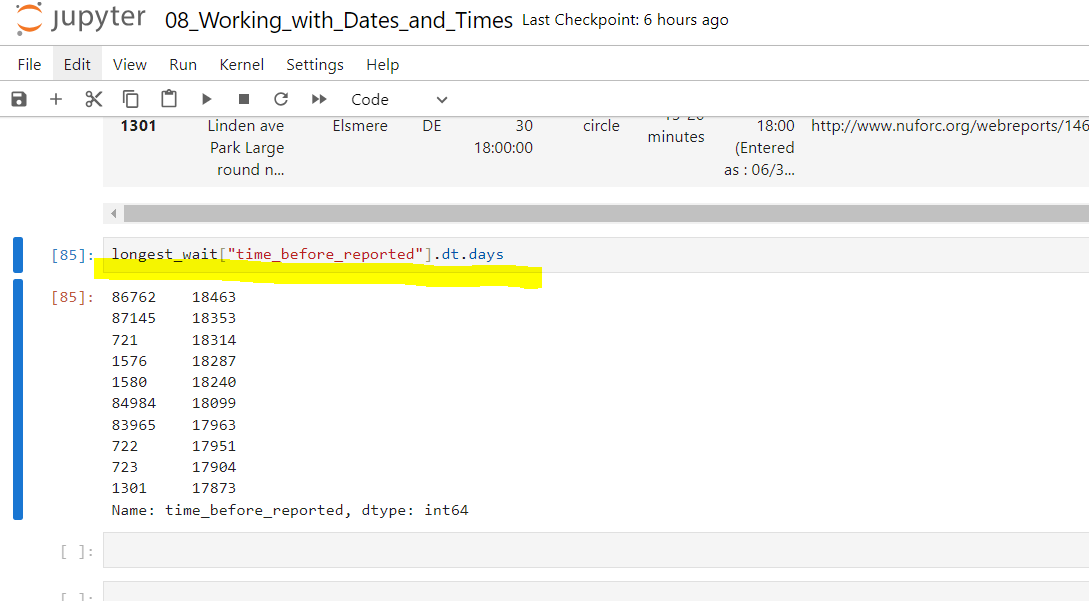 jupyter 08_Working_with_Dates_and_Times Last Checkpoint: 6 hours ago
File Edit View Run Kernel Settings Help
Code
1301 Linden ave Elsmere DE 30 circle 15-20 18:00 http://www.nuforc.org/webreports/146
Park Large 18:00:00 minutes (Entered
round n... as : 06/3...
[85]: longest_wait["time_before_reported"].dt.days
[85]: 86762 18463
87145 18353
721 18314
1576 18287
1580 18240
84984 18099
83965 17963
722 17951
723 17904
1301 17873
Name: time_before_reported, dtype: int64
[ ]:
[ ]: